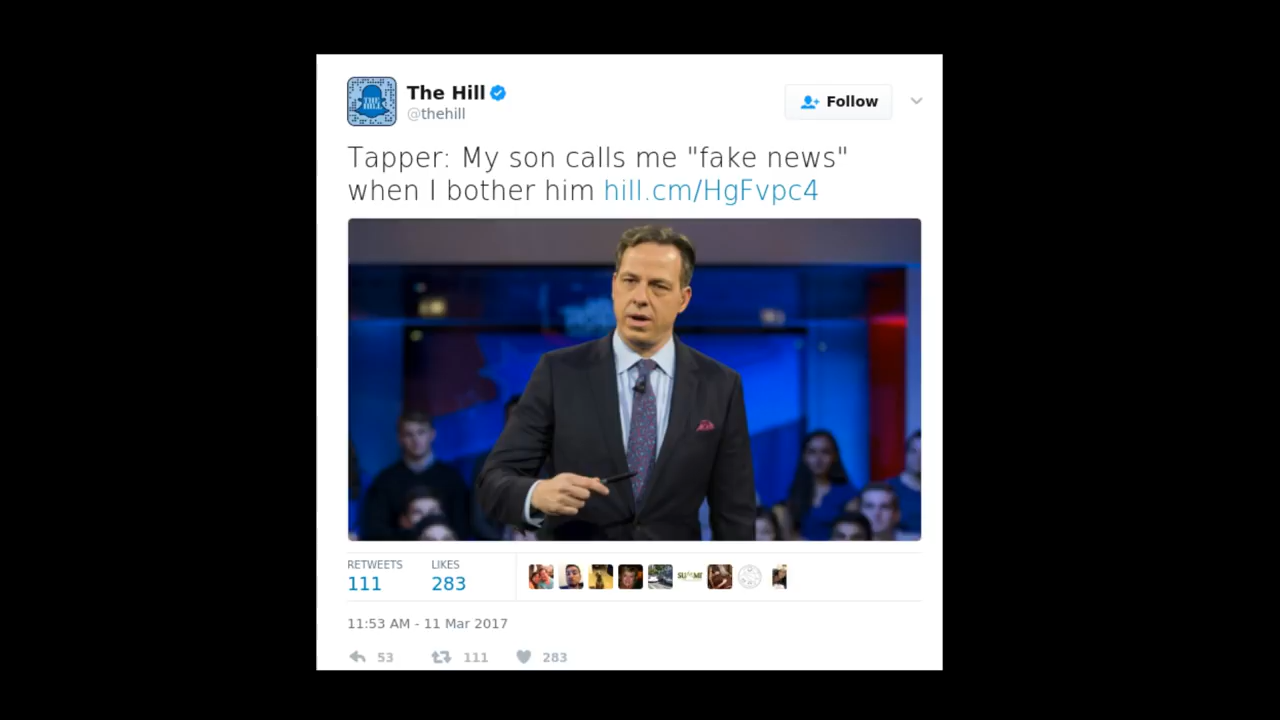 The Hill
@thehill
Follow
Tapper: My son calls me "fake news"
when I bother him hill.cm/HgFvpc4
RETWEETS LIKES
111 283
11:53 AM - 11 Mar 2017
53 111 283